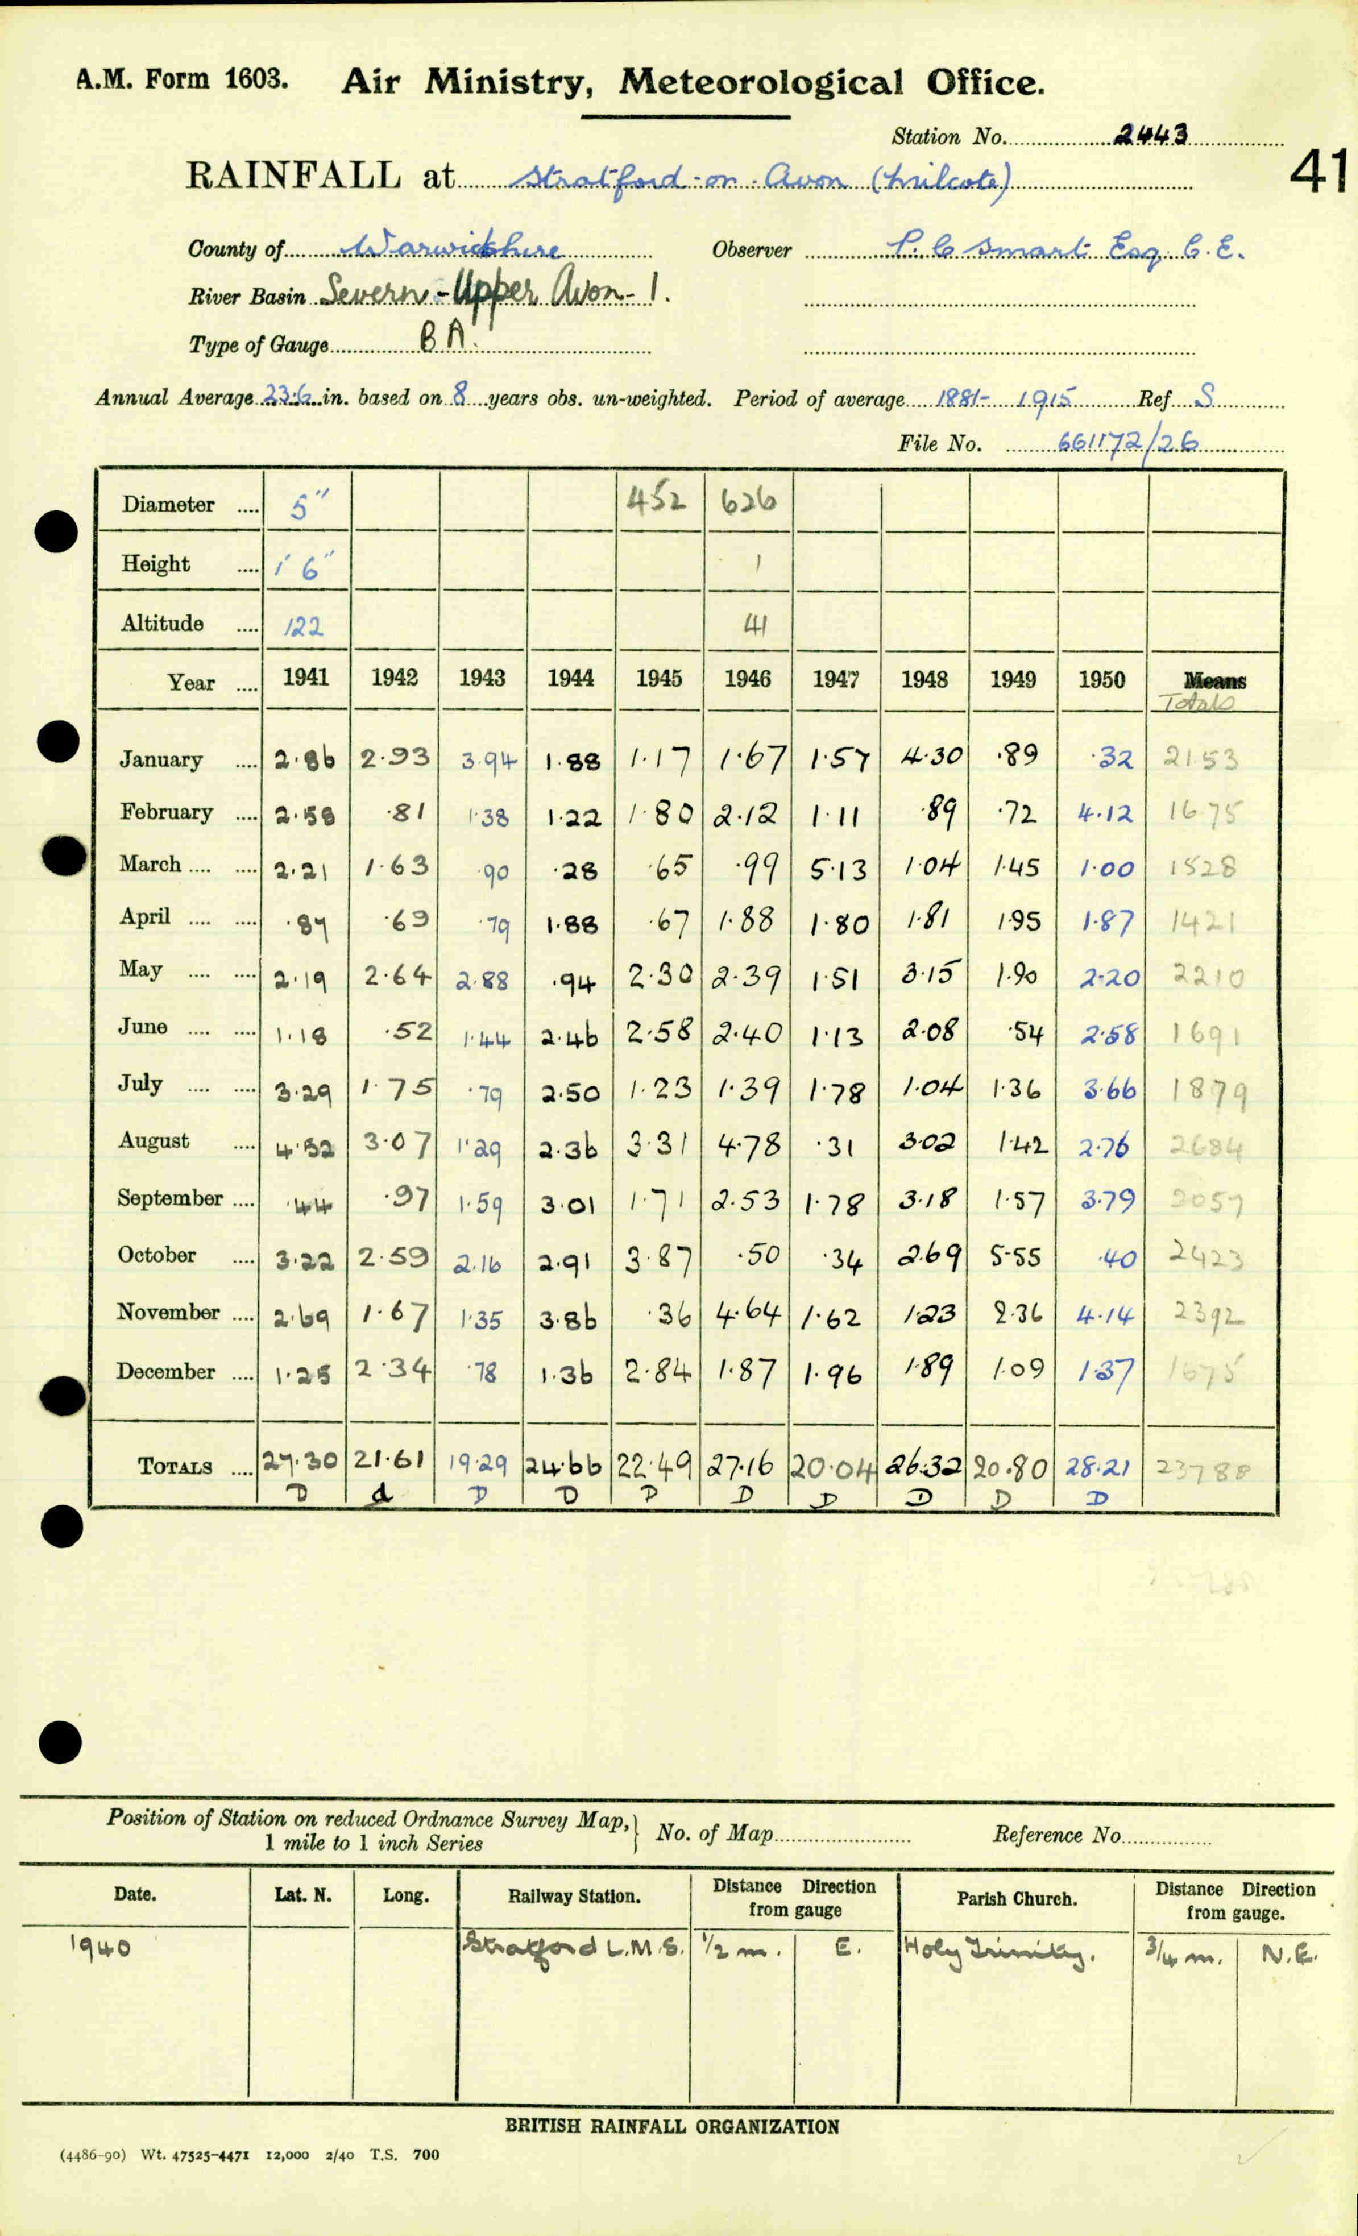 A.M. Form 1603. Air Ministry, Meteorological Office.
Station No. 2443
RAINFALL at Stratford-on-Avon (Milcote) 41
County of Warwickshire Observer P. C Smart Esq C.E.
River Basin Severn - Upper Avon - 1.
Type of Gauge B A.
Annual Average 23.6 in. based on 8 years obs. un-weighted. Period of average 1881- 1915 Ref S
File No. 661172/26
Diameter .... 5" 452 626
Height .... 1' 6" 1
Altitude .... 122 41
Year .... 1941 1942 1943 1944 1945 1946 1947 1948 1949 1950 Means
Totals
January .... 2.86 2.93 3.94 1.88 1.17 1.67 1.57 4.30 .89 .32 21.53
February .... 2.58 .81 1.38 1.22 1.80 2.12 1.11 .89 .72 4.12 16.75
March .... .... 2.21 1.63 .90 .28 .65 .99 5.13 1.04 1.45 1.00 1528
April .... .... .87 .69 .79 1.88 .67 1.88 1.80 1.81 1.95 1.87 1421
May .... .... 2.19 2.64 2.88 .94 2.30 2.39 1.51 3.15 1.90 2.20 2210
June .... .... 1.18 .52 1.44 2.46 2.58 2.40 1.13 2.08 .54 2.58 1691
July .... .... 3.29 1.75 .79 2.50 1.23 1.39 1.78 1.04 1.36 3.66 1879
August .... 4.52 3.07 1.29 2.36 3.31 4.78 .31 3.02 1.42 2.76 2684
September .... .44 .97 1.59 3.01 1.71 2.53 1.78 3.18 1.57 3.79 2057
October .... 3.22 2.59 2.16 2.91 3.87 .50 .34 2.69 5.55 .40 2423
November .... 2.69 1.67 1.35 3.86 .36 4.64 1.62 1.23 2.36 4.14 2392
December .... 1.25 2.34 .78 1.36 2.84 1.87 1.96 1.89 1.09 1.37 1675
TOTALS .... 27.30 21.61 19.29 24.66 22.49 27.16 20.04 26.32 20.80 28.21 23788
D d D D D D D D D D
Position of Station on reduced Ordnance Survey Map,} No. of Map Reference No.
1 mile to 1 inch Series
Date. Lat. N. Long. Railway Station. Distance Direction from gauge Parish Church. Distance Direction from gauge.
1940 Stratford L.M.S. 1/2 m. E. Holy Trinity. 3/4 m. N.E.
BRITISH RAINFALL ORGANIZATION
(4486-90) Wt. 47525-4471 12,000 2/40 T.S. 700